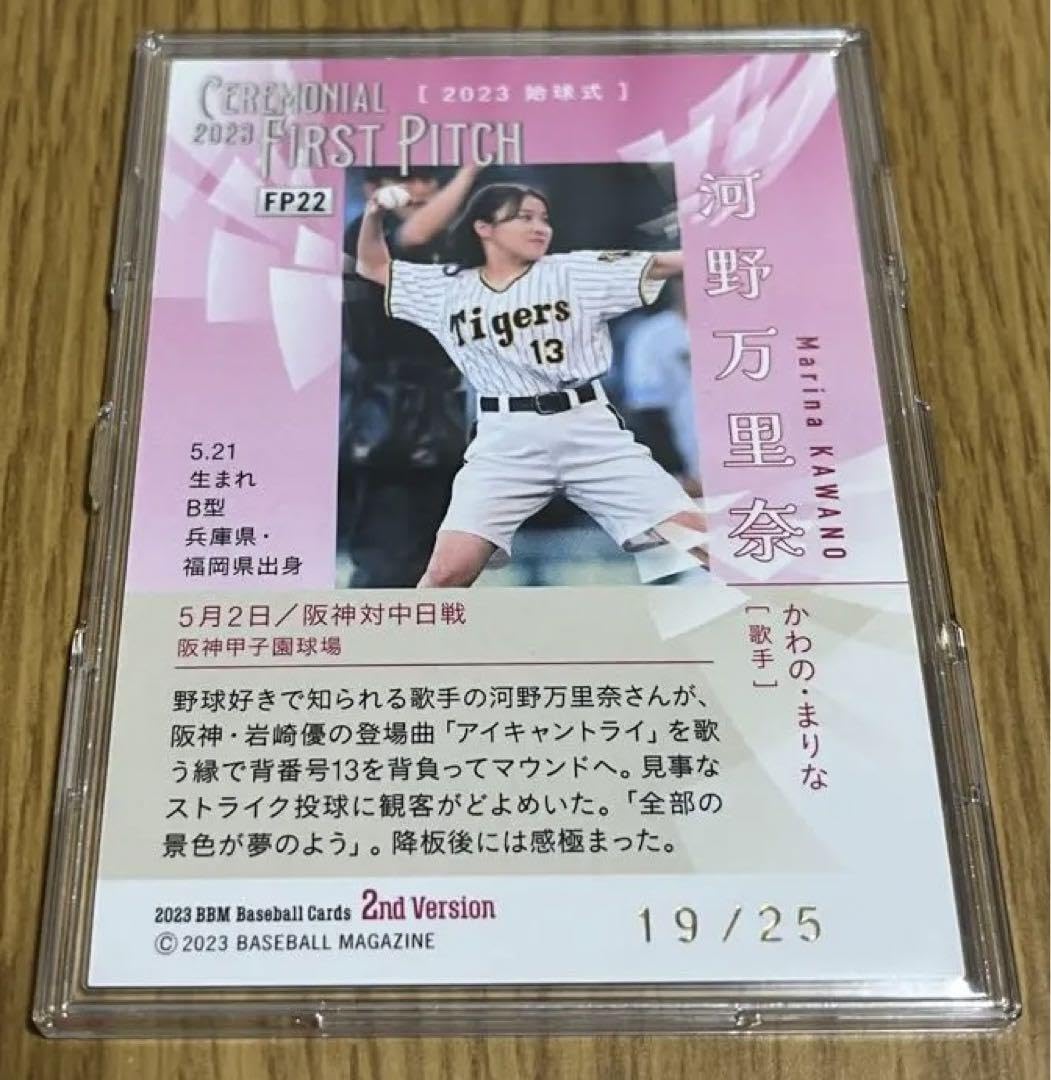 CEREMONIAL
2023 FIRST PITCH
[ 2023 始球式 ]
FP22
Tigers
13
河野万里奈
Marina KAWANO
かわの・まりな
[歌手]
5.21
生まれ
B型
兵庫県・
福岡県出身
5月2日／阪神対中日戦
阪神甲子園球場
野球好きで知られる歌手の河野万里奈さんが、
阪神・岩崎優の登場曲「アイキャントライ」を歌
う縁で背番号13を背負ってマウンドへ。見事な
ストライク投球に観客がどよめいた。「全部の
景色が夢のよう」。降板後には感極まった。
2023 BBM Baseball Cards 2nd Version
© 2023 BASEBALL MAGAZINE
19/25